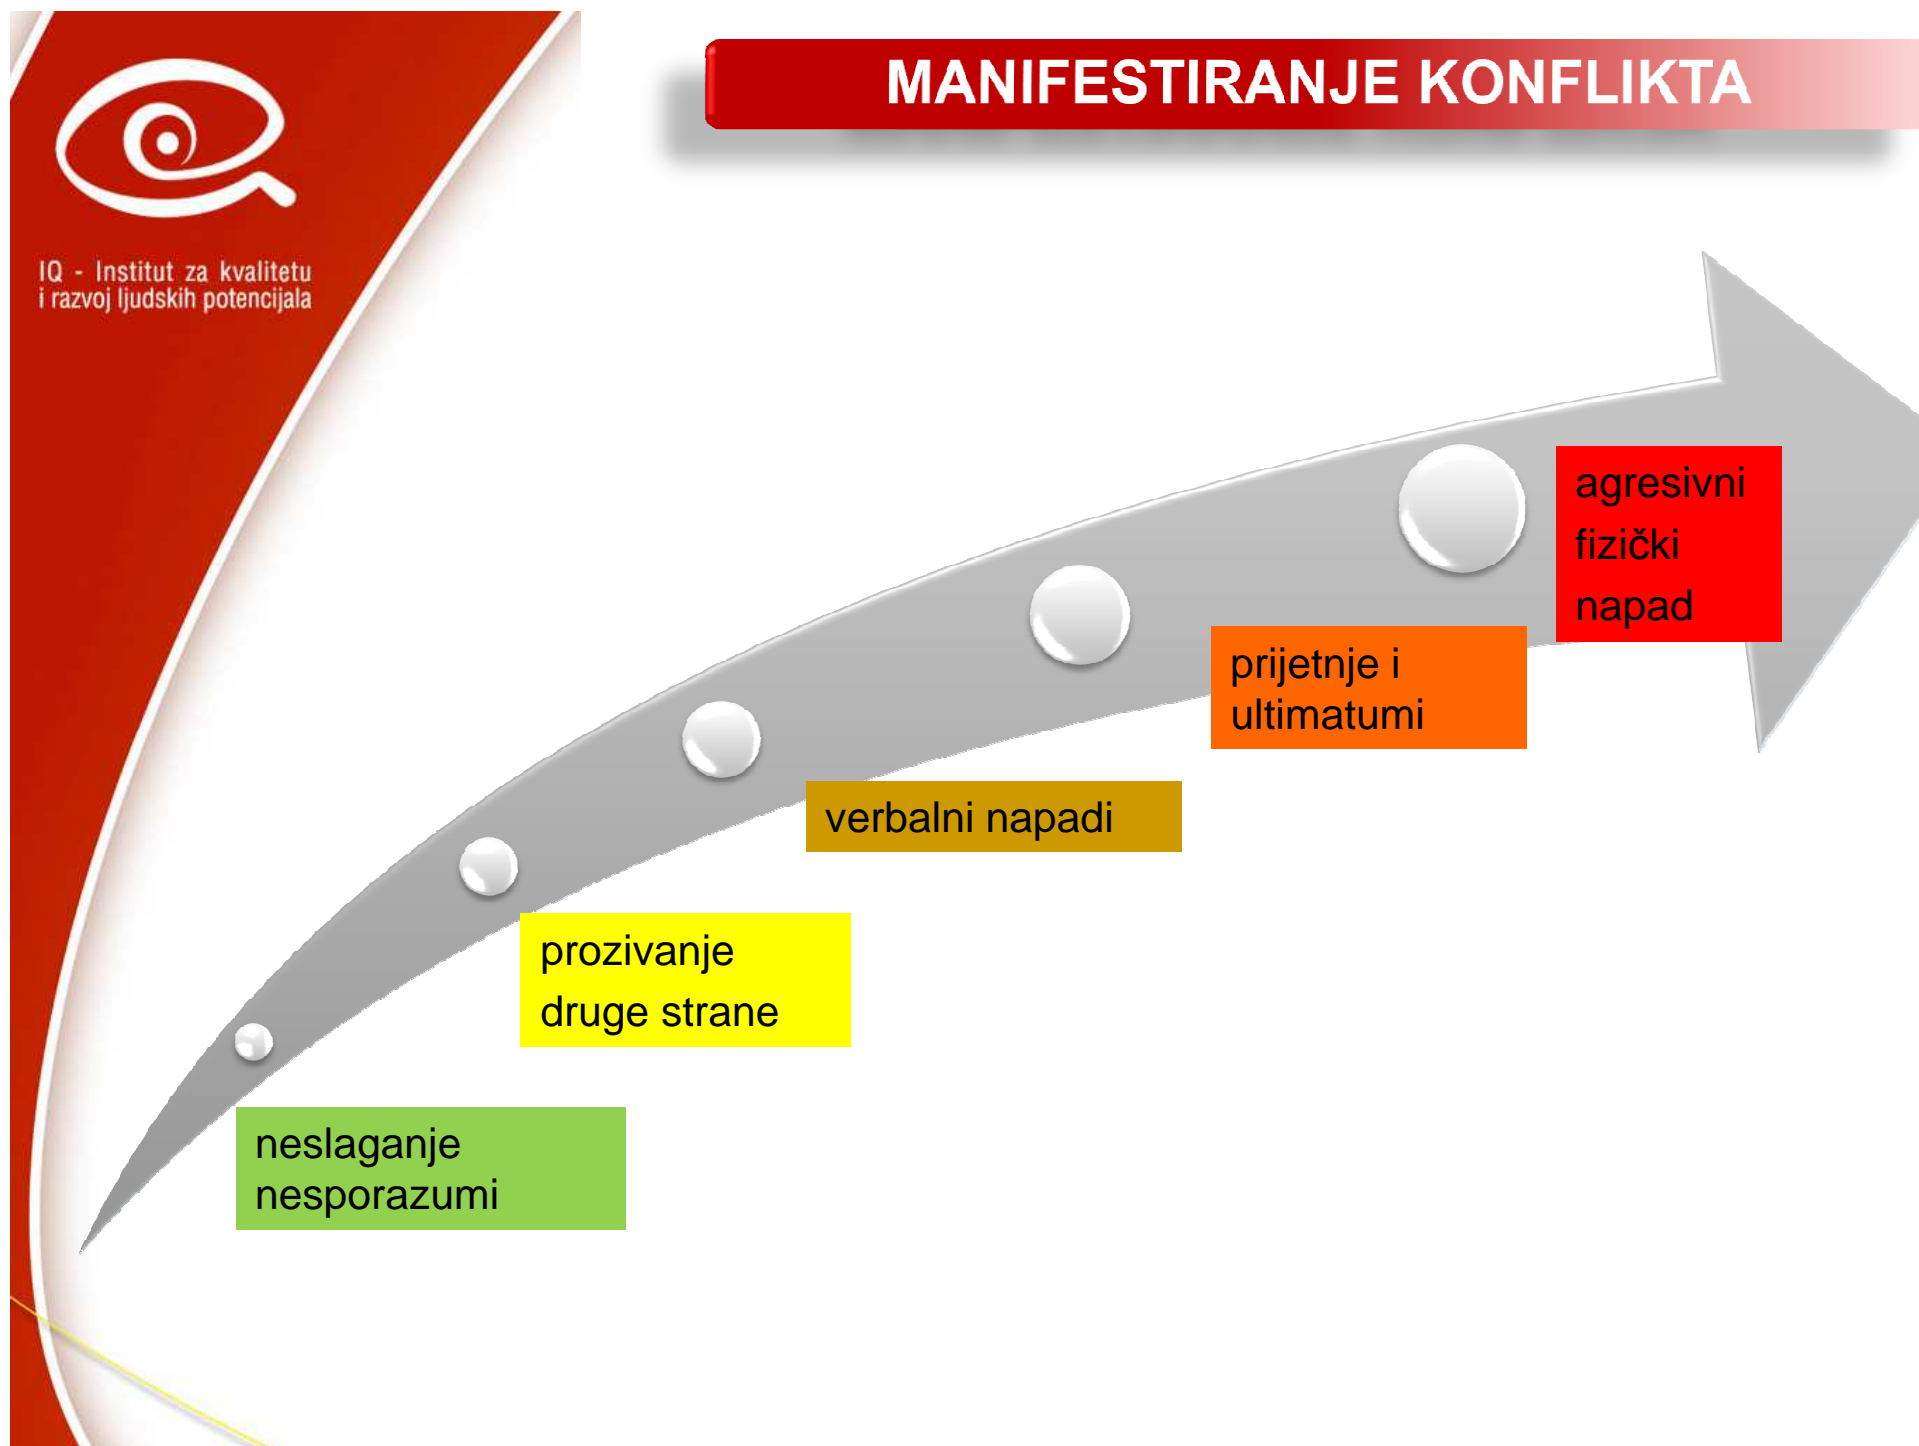 MANIFESTIRANJE KONFLIKTA
IQ - Institut za kvalitetu
i razvoj ljudskih potencijala
agresivni
fizički
napad
prijetnje i
ultimatumi
verbalni napadi
prozivanje
druge strane
neslaganje
nesporazumi